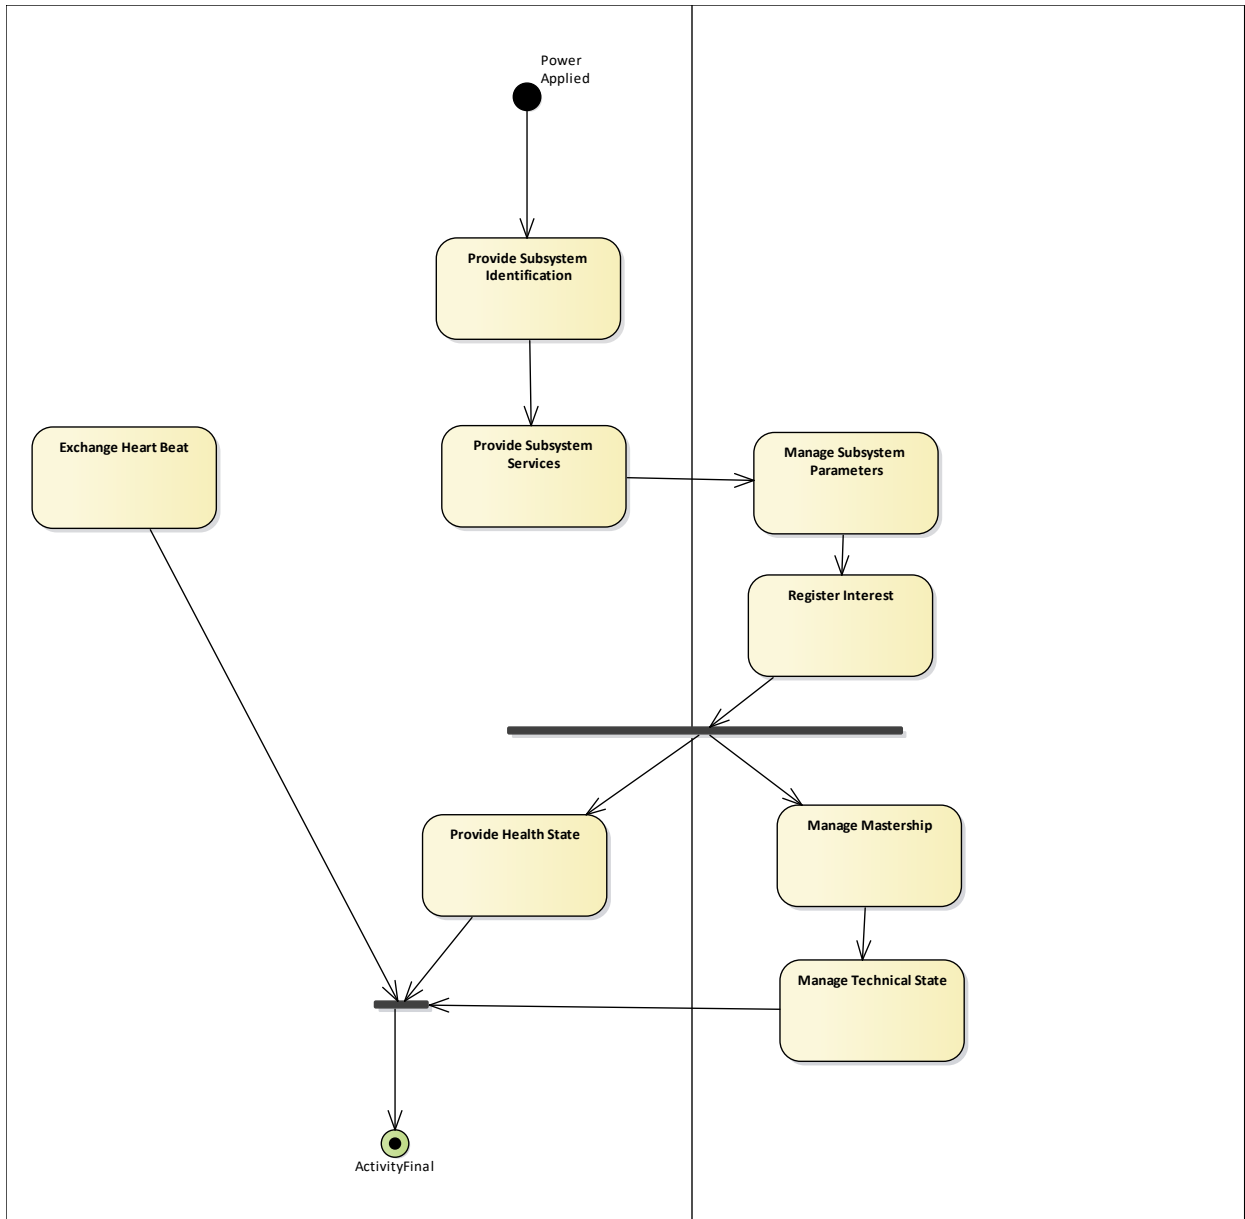 Power
Applied
Provide Subsystem
Identification
Exchange Heart Beat
Provide Subsystem
Services
Manage Subsystem
Parameters
Register Interest
Provide Health State
Manage Mastership
Manage Technical State
ActivityFinal